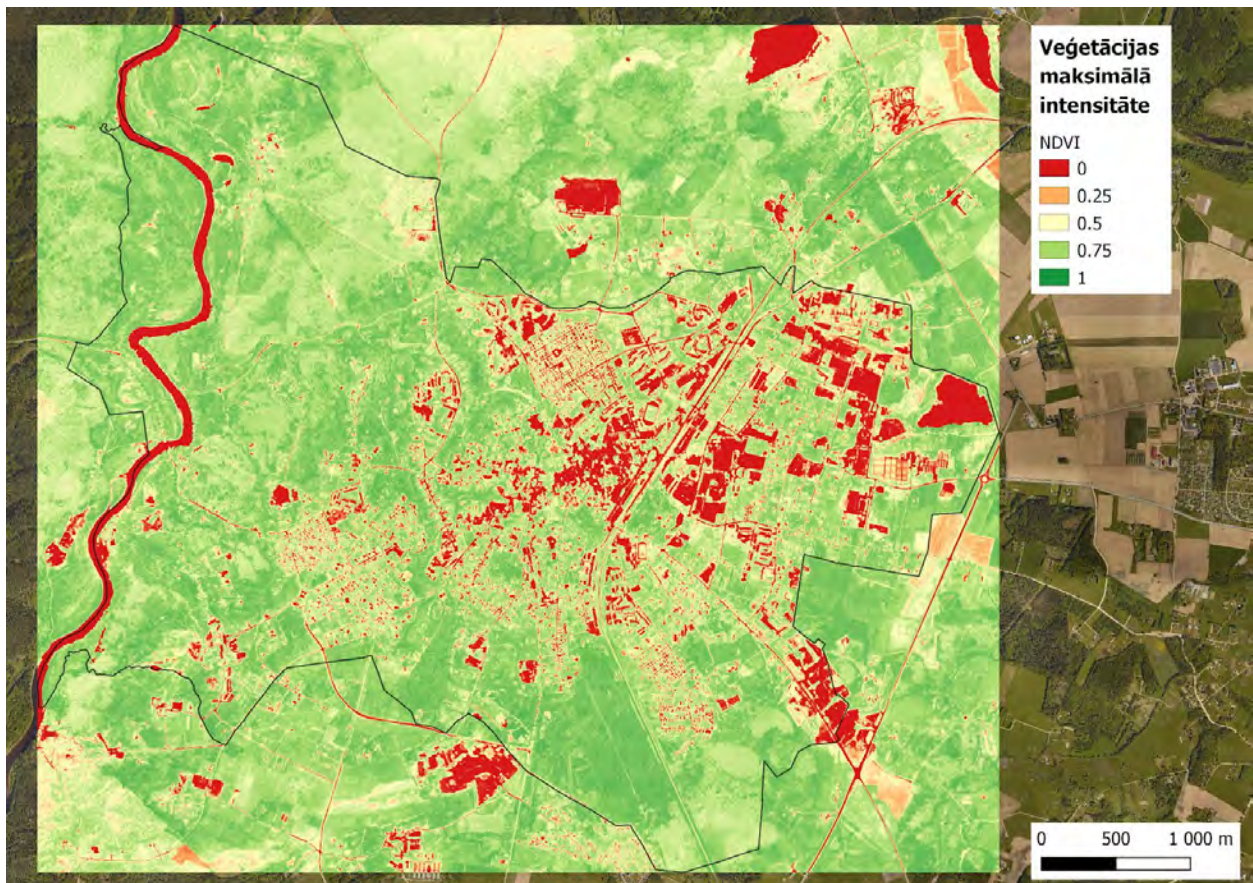 Veģetācijas
maksimālā
intensitāte
NDVI
0
0.25
0.5
0.75
1
0 500 1 000 m